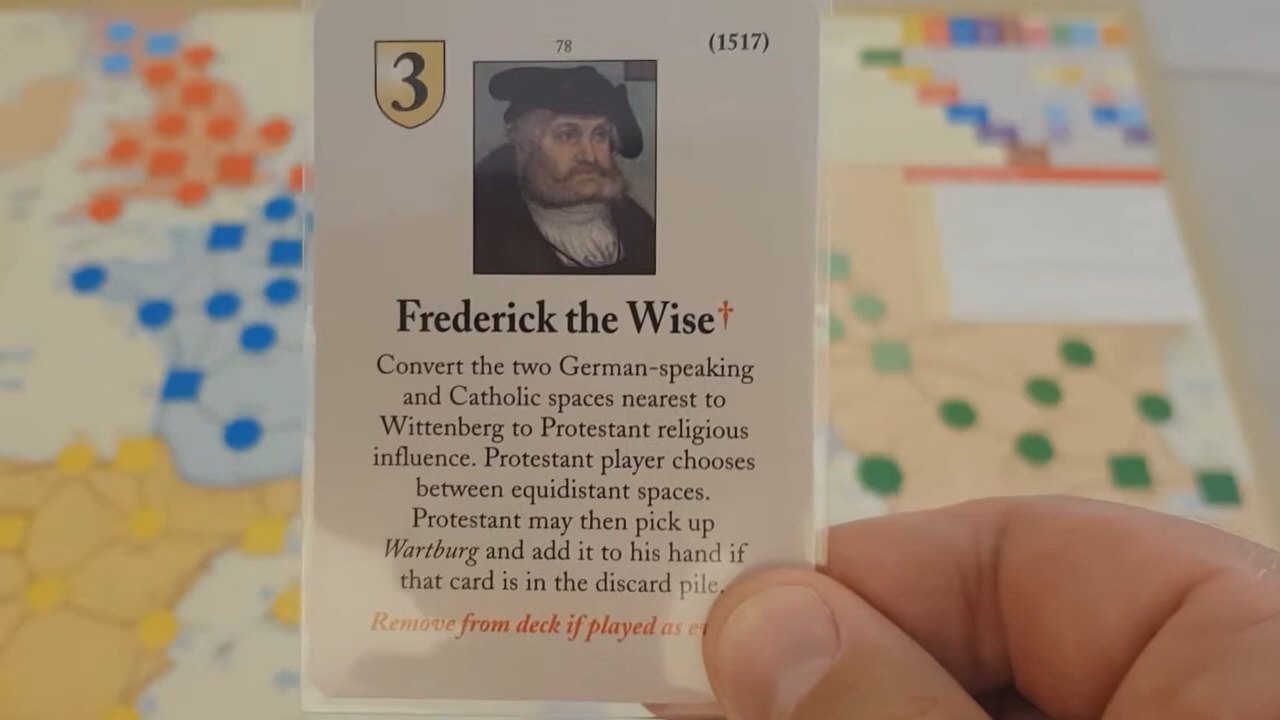 3
78
(1517)
Frederick the Wise†
Convert the two German-speaking
and Catholic spaces nearest to
Wittenberg to Protestant religious
influence. Protestant player chooses
between equidistant spaces.
Protestant may then pick up
Wartburg and add it to his hand if
that card is in the discard pile.
Remove from deck if played as